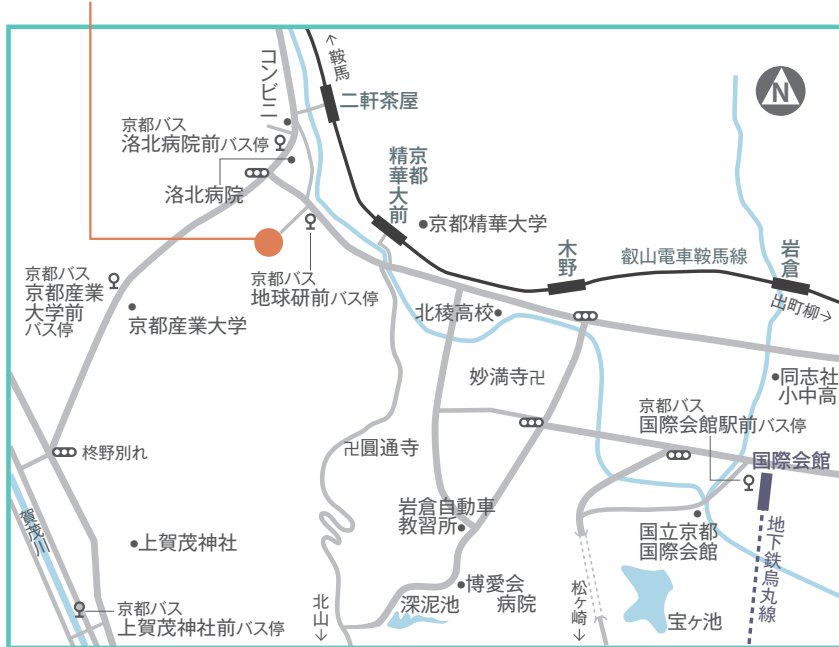 ↑鞍馬
コンビニ
二軒茶屋
N
京都バス
洛北病院前バス停
洛北病院
京都
精華大前
京都精華大学
木野
叡山電車鞍馬線
岩倉
出町柳→
京都バス
京都産業
大学前
バス停
京都産業大学
京都バス
地球研前バス停
北稜高校
妙満寺卍
同志社
小中高
京都バス
国際会館駅前バス停
国際会館
柊野別れ
卍圓通寺
岩倉自動車
教習所
国立京都
国際会館
地下鉄烏丸線
賀茂川
上賀茂神社
京都バス
上賀茂神社前バス停
北山↓
深泥池
博愛会
病院
松ヶ崎↓
宝ヶ池